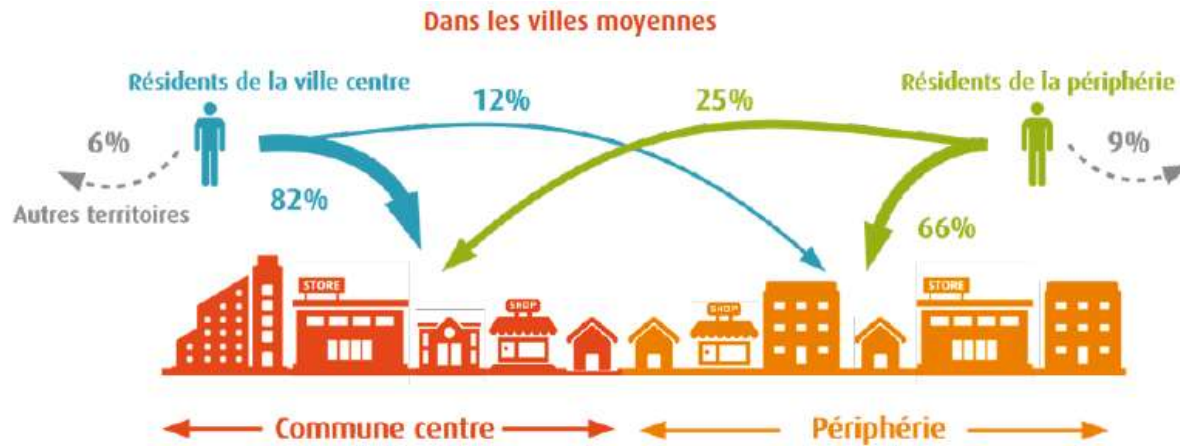 Dans les villes moyennes
Résidents de la ville centre
Résidents de la périphérie
12%
25%
6%
9%
Autres territoires
82%
66%
STORE
SHOP
SHOP
STORE
Commune centre
Périphérie